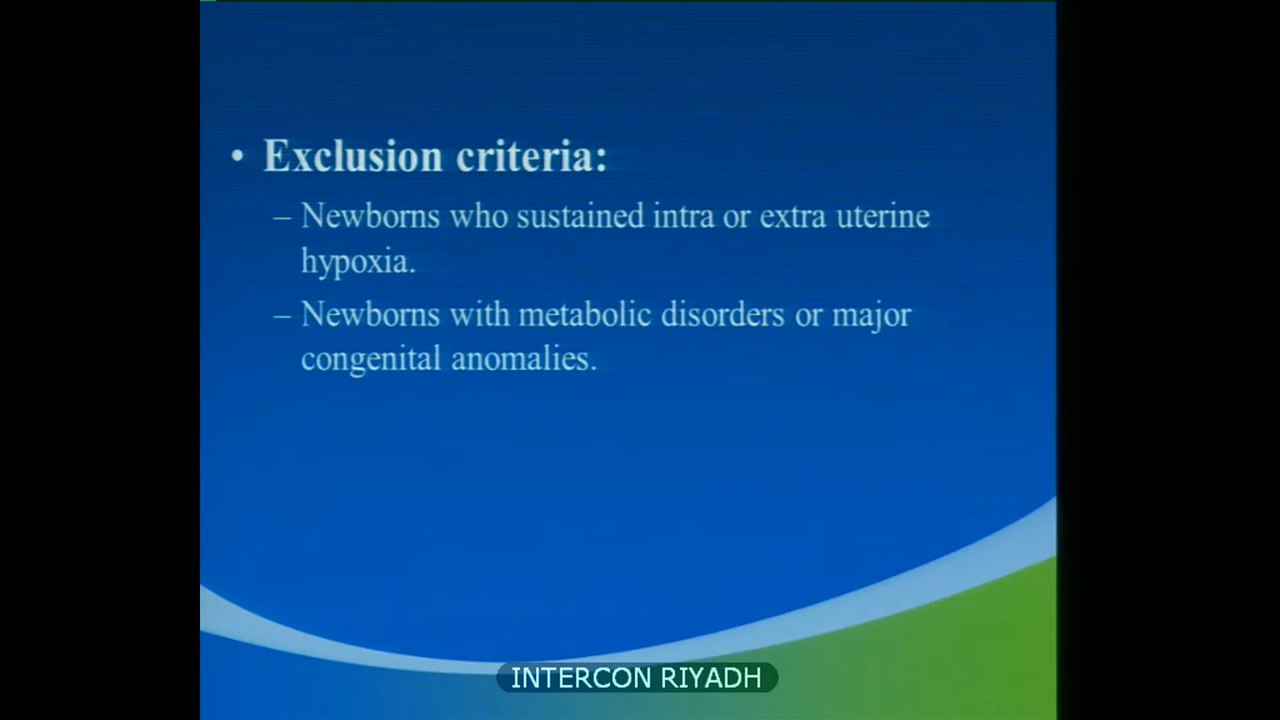 • Exclusion criteria:
– Newborns who sustained intra or extra uterine
hypoxia.
– Newborns with metabolic disorders or major
congenital anomalies.
INTERCON RIYADH